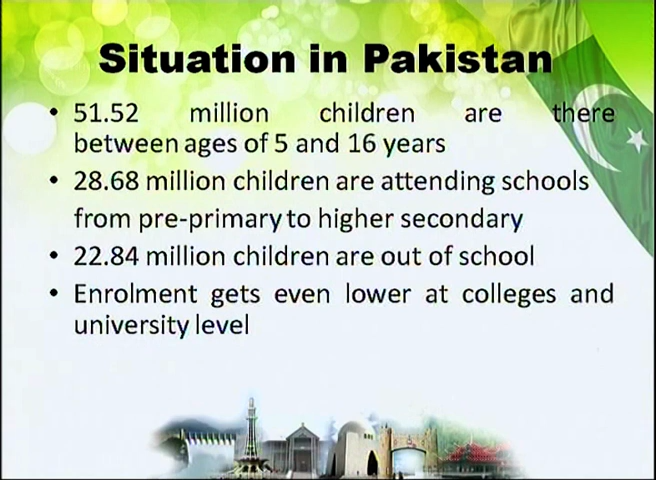 Situation in Pakistan
• 51.52 million children are there
between ages of 5 and 16 years
• 28.68 million children are attending schools
from pre-primary to higher secondary
• 22.84 million children are out of school
• Enrolment gets even lower at colleges and
university level